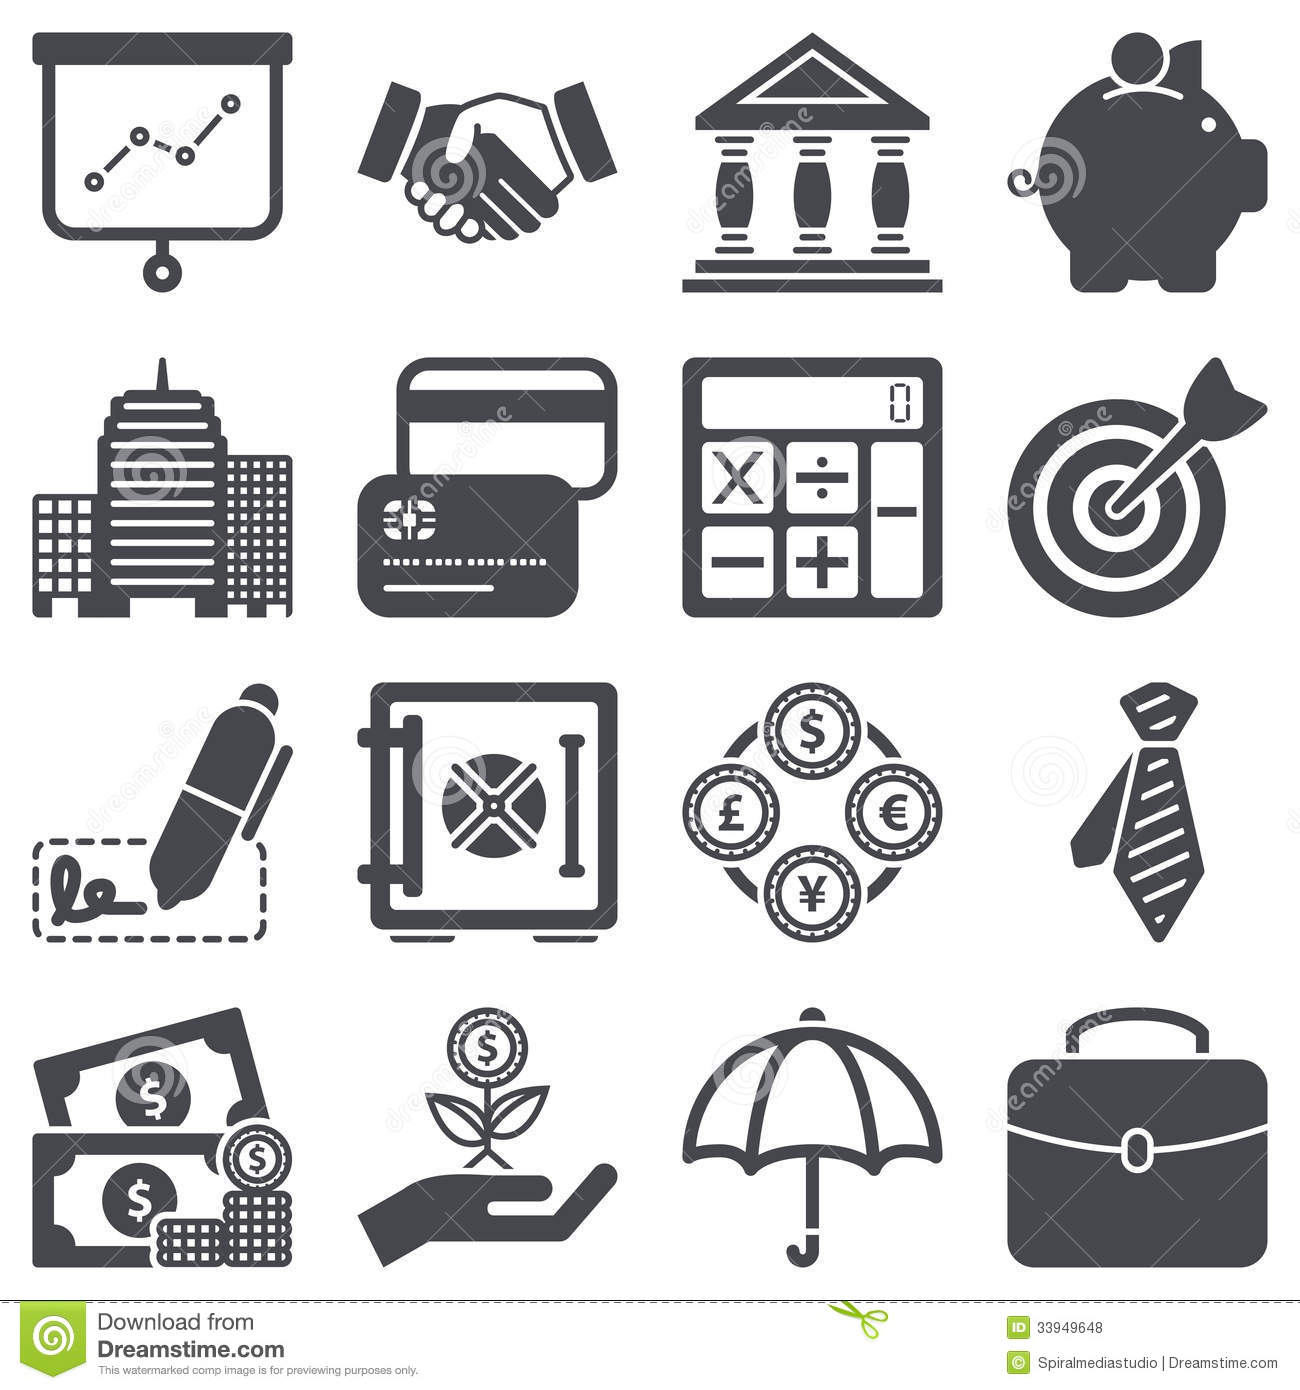 0
X ÷ −
− +
$
£ €
¥
$
$
$
$
Download from
Dreamstime.com
This watermarked comp image is for previewing purposes only.
ID 33949648
© Spiralmediastudio | Dreamstime.com